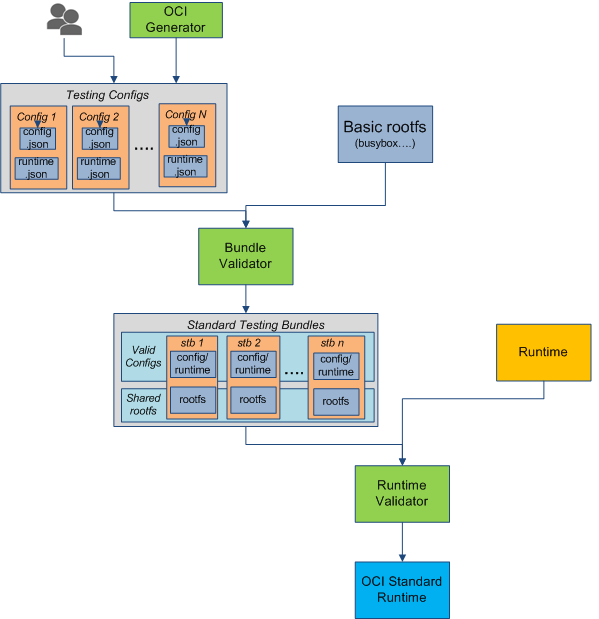 OCI
Generator
Testing Configs
Config 1
config
.json
runtime
.json
Config 2
config
.json
runtime
.json
....
Config N
config
.json
runtime
.json
Basic rootfs
(busybox....)
Bundle
Validator
Standard Testing Bundles
Valid
Configs
Shared
rootfs
stb 1
config/
runtime
rootfs
stb 2
config/
runtime
rootfs
....
stb n
config/
runtime
rootfs
Runtime
Runtime
Validator
OCI Standard
Runtime